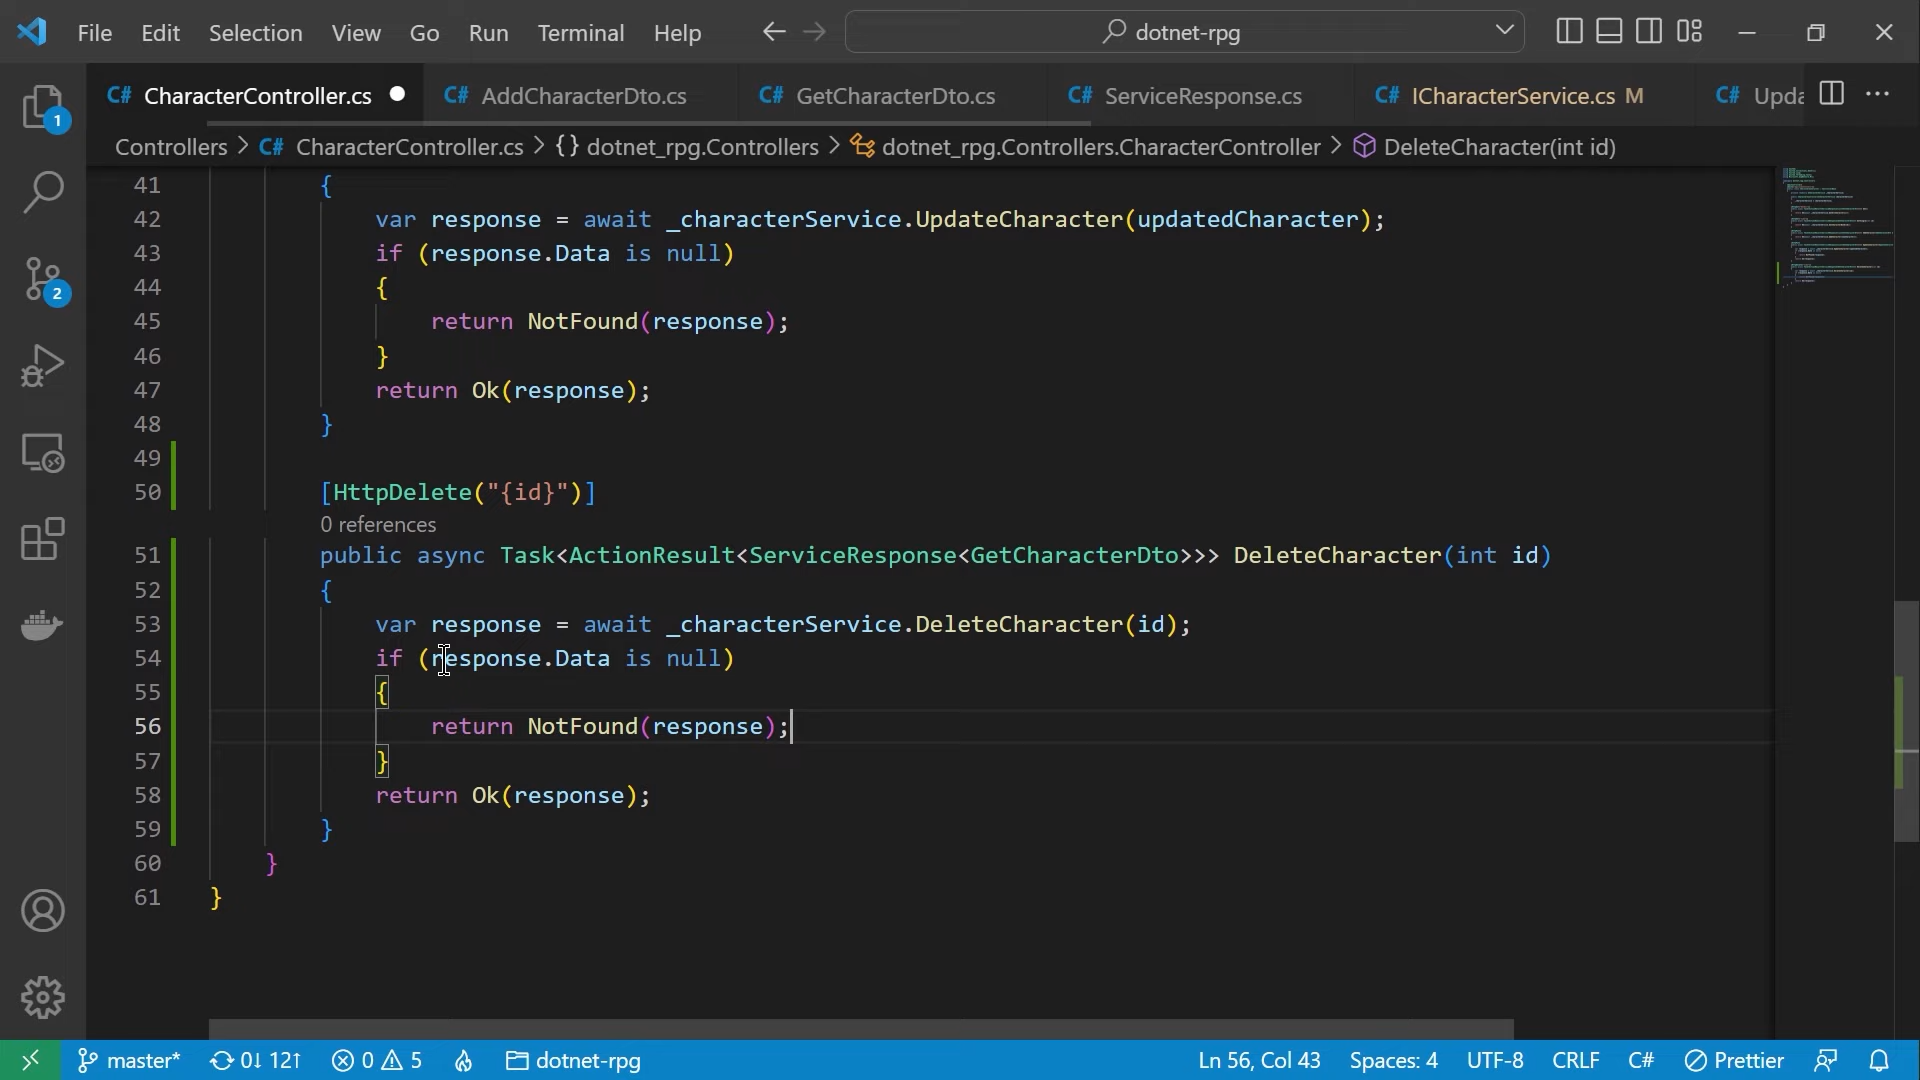 File Edit Selection View Go Run Terminal Help
dotnet-rpg
C# CharacterController.cs
C# AddCharacterDto.cs
C# GetCharacterDto.cs
C# ServiceResponse.cs
C# ICharacterService.cs M
C# Upda
Controllers > C# CharacterController.cs > {} dotnet_rpg.Controllers > dotnet_rpg.Controllers.CharacterController > DeleteCharacter(int id)
1
2
41 {
42 var response = await _characterService.UpdateCharacter(updatedCharacter);
43 if (response.Data is null)
44 {
45 return NotFound(response);
46 }
47 return Ok(response);
48 }
49
50 [HttpDelete("{id}")]
0 references
51 public async Task<ActionResult<ServiceResponse<GetCharacterDto>>> DeleteCharacter(int id)
52 {
53 var response = await _characterService.DeleteCharacter(id);
54 if (response.Data is null)
55 {
56 return NotFound(response);
57 }
58 return Ok(response);
59 }
60 }
61 }
master* 0↓ 12↑ 0 5 dotnet-rpg Ln 56, Col 43 Spaces: 4 UTF-8 CRLF C# Prettier